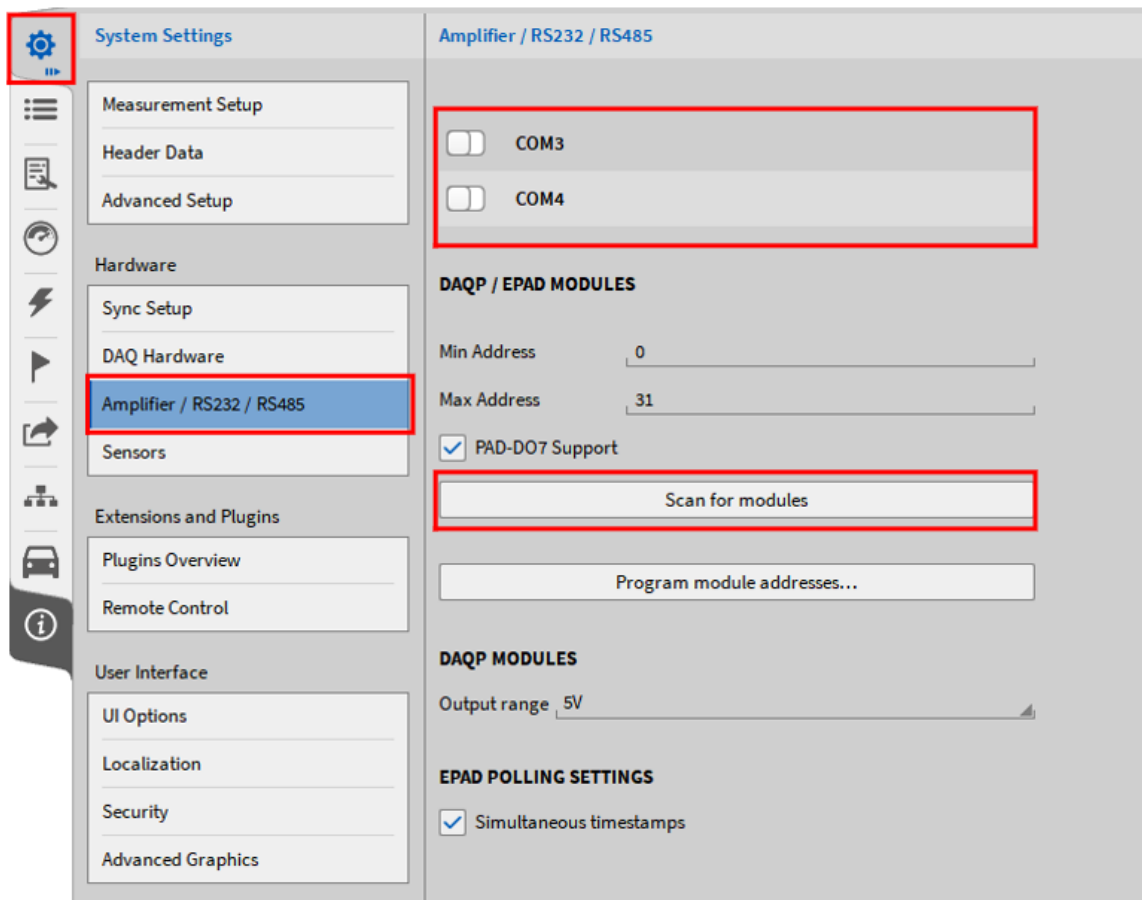 System Settings
Measurement Setup
Header Data
Advanced Setup
Hardware
Sync Setup
DAQ Hardware
Amplifier / RS232 / RS485
Sensors
Extensions and Plugins
Plugins Overview
Remote Control
User Interface
UI Options
Localization
Security
Advanced Graphics
Amplifier / RS232 / RS485
COM3
COM4
DAQP / EPAD MODULES
Min Address 0
Max Address 31
PAD-DO7 Support
Scan for modules
Program module addresses...
DAQP MODULES
Output range 5V
EPAD POLLING SETTINGS
Simultaneous timestamps